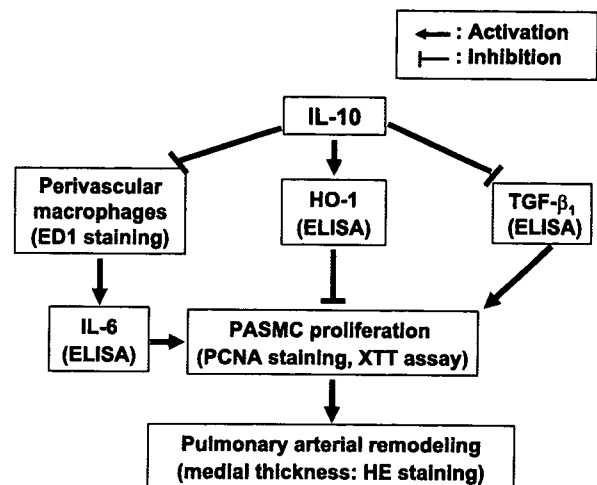 : Activation
: Inhibition
IL-10
Perivascular
macrophages
(ED1 staining)
HO-1
(ELISA)
TGF-β₁
(ELISA)
IL-6
(ELISA)
PASMC proliferation
(PCNA staining, XTT assay)
Pulmonary arterial remodeling
(medial thickness: HE staining)